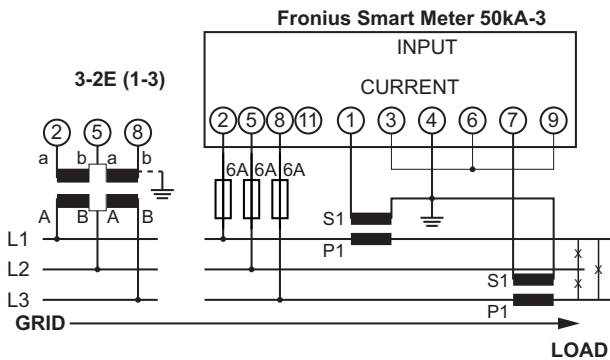 Fronius Smart Meter 50kA-3
INPUT
CURRENT
3-2E (1-3)
2 5 8
2 5 8 11 1 3 4 6 7 9
a b a b
6A 6A 6A
A B A B
S1
P1
L1
L2
L3
S1
P1
x
x
x
GRID
LOAD